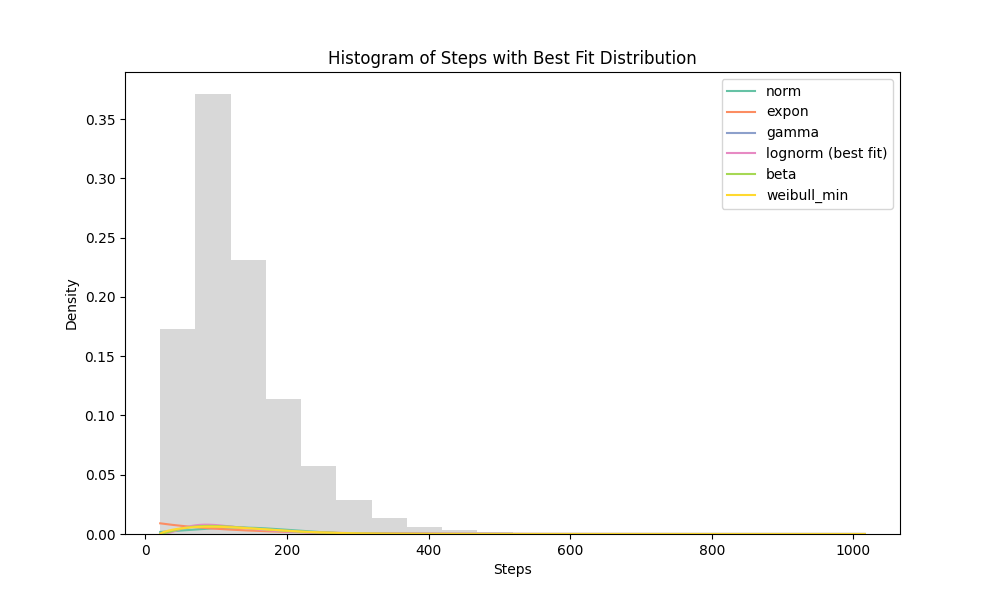 Histogram of Steps with Best Fit Distribution
norm
expon
gamma
lognorm (best fit)
beta
weibull_min
Density
0.35
0.30
0.25
0.20
0.15
0.10
0.05
0.00
0 200 400 600 800 1000
Steps